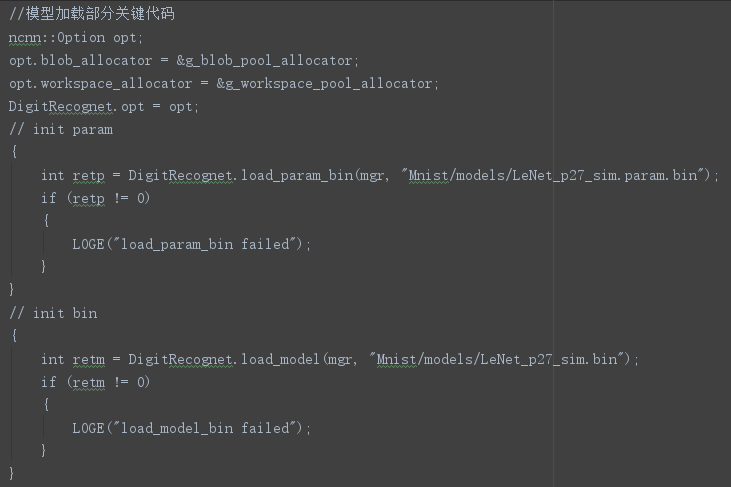 //模型加载部分关键代码
ncnn::Option opt;
opt.blob_allocator = &g_blob_pool_allocator;
opt.workspace_allocator = &g_workspace_pool_allocator;
DigitRecognet.opt = opt;
// init param
{
    int retp = DigitRecognet.load_param_bin(mgr, "Mnist/models/LeNet_p27_sim.param.bin");
    if (retp != 0)
    {
        LOGE("load_param_bin failed");
    }
}
// init bin
{
    int retm = DigitRecognet.load_model(mgr, "Mnist/models/LeNet_p27_sim.bin");
    if (retm != 0)
    {
        LOGE("load_model_bin failed");
    }
}